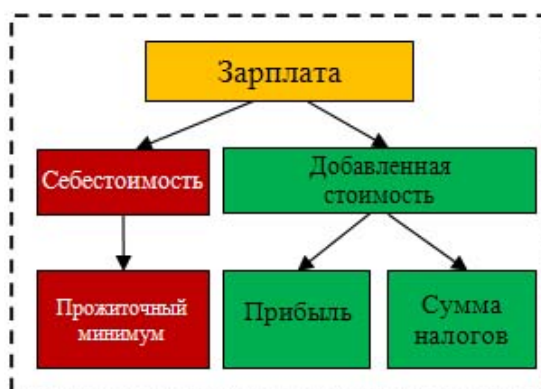 Зарплата
Себестоимость
Добавленная
стоимость
Прожиточный
минимум
Прибыль
Сумма
налогов